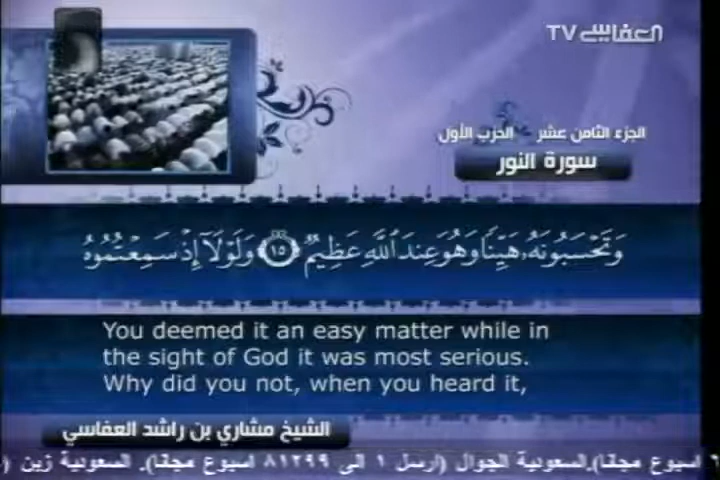 العفاسي TV
الجزء الثامن عشر الحزب الأول
سورة النور
وَتَحْسَبُونَهُۥ هَيِّنًا وَهُوَ عِندَ ٱللَّهِ عَظِيمٌ ١٥ وَلَوْلَآ إِذْ سَمِعْتُمُوهُ
You deemed it an easy matter while in
the sight of God it was most serious.
Why did you not, when you heard it,
الشيخ مشاري بن راشد العفاسي
٦ اسبوع مجانا). السعودية الجوال (ارسل ١ الى ٨١٢٩٩ اسبوع مجانا). السعودية زين (